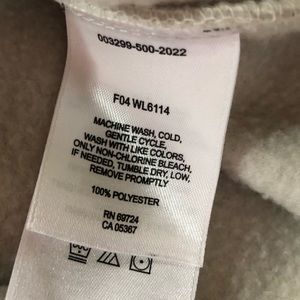 003299-500-2022
F04 WL6114
MACHINE WASH, COLD,
GENTLE CYCLE,
WASH WITH LIKE COLORS,
ONLY NON-CHLORINE BLEACH,
IF NEEDED, TUMBLE DRY, LOW,
REMOVE PROMPTLY
100% POLYESTER
RN 69724
CA 05367